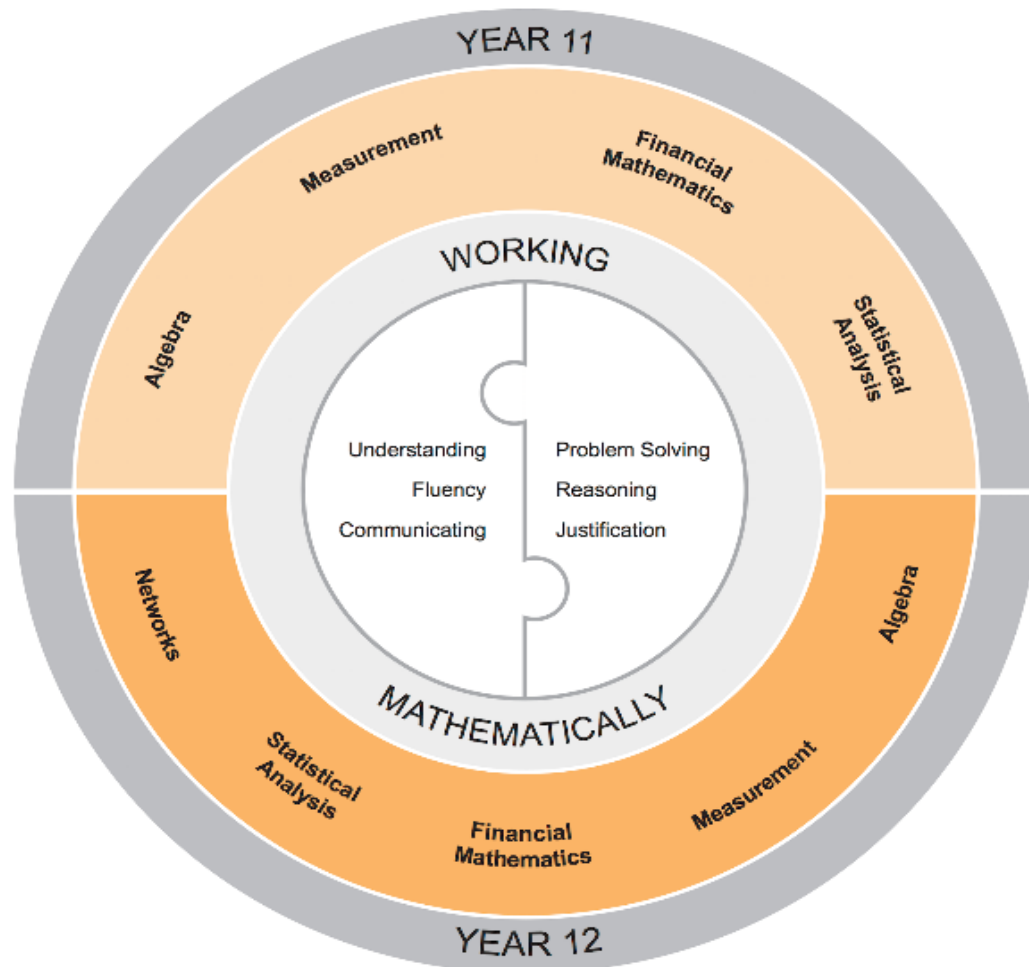 YEAR 11
Measurement
Financial
Mathematics
Algebra
Statistical
Analysis
WORKING
Understanding
Fluency
Communicating
Problem Solving
Reasoning
Justification
MATHEMATICALLY
Networks
Statistical
Analysis
Financial
Mathematics
Measurement
Algebra
YEAR 12